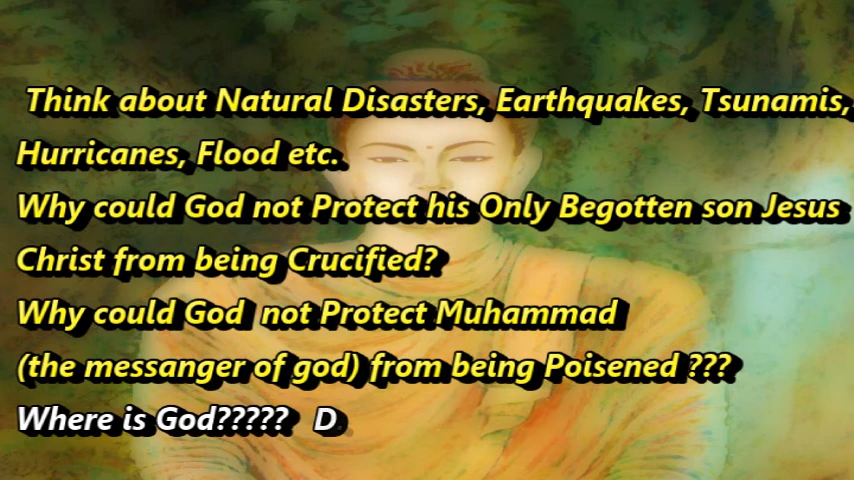 Think about Natural Disasters, Earthquakes, Tsunamis,
Hurricanes, Flood etc.
Why could God not Protect his Only Begotten son Jesus
Christ from being Crucified?
Why could God not Protect Muhammad
(the messanger of god) from being Poisened ???
Where is God????? D